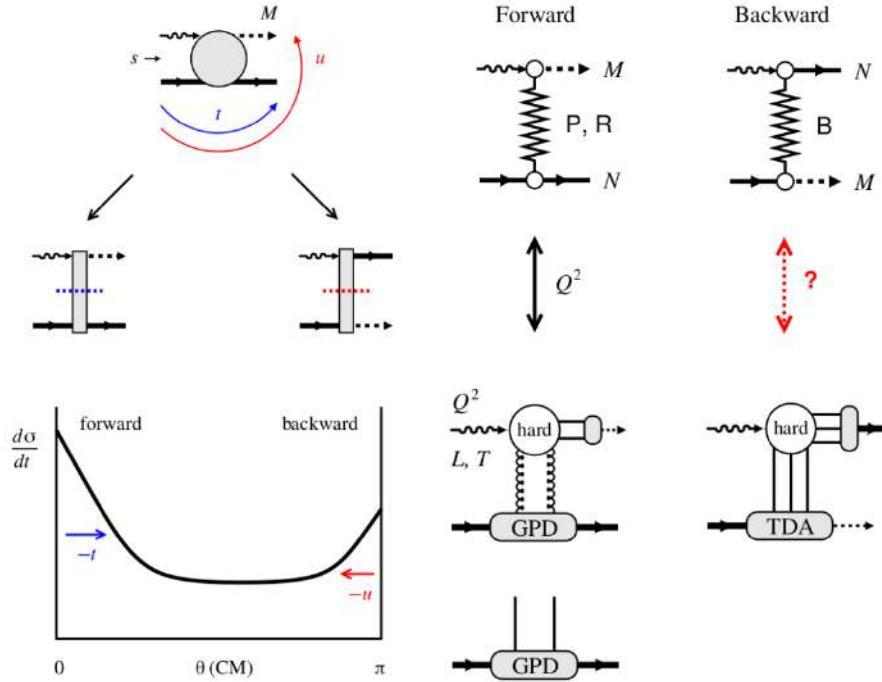 M
s →
u
t
Forward
M
P, R
N
Q²
Q²
hard
L, T
GPD
GPD
Backward
N
B
M
?
hard
TDA
dσ
dt
forward
backward
−t
−u
0
θ (CM)
π